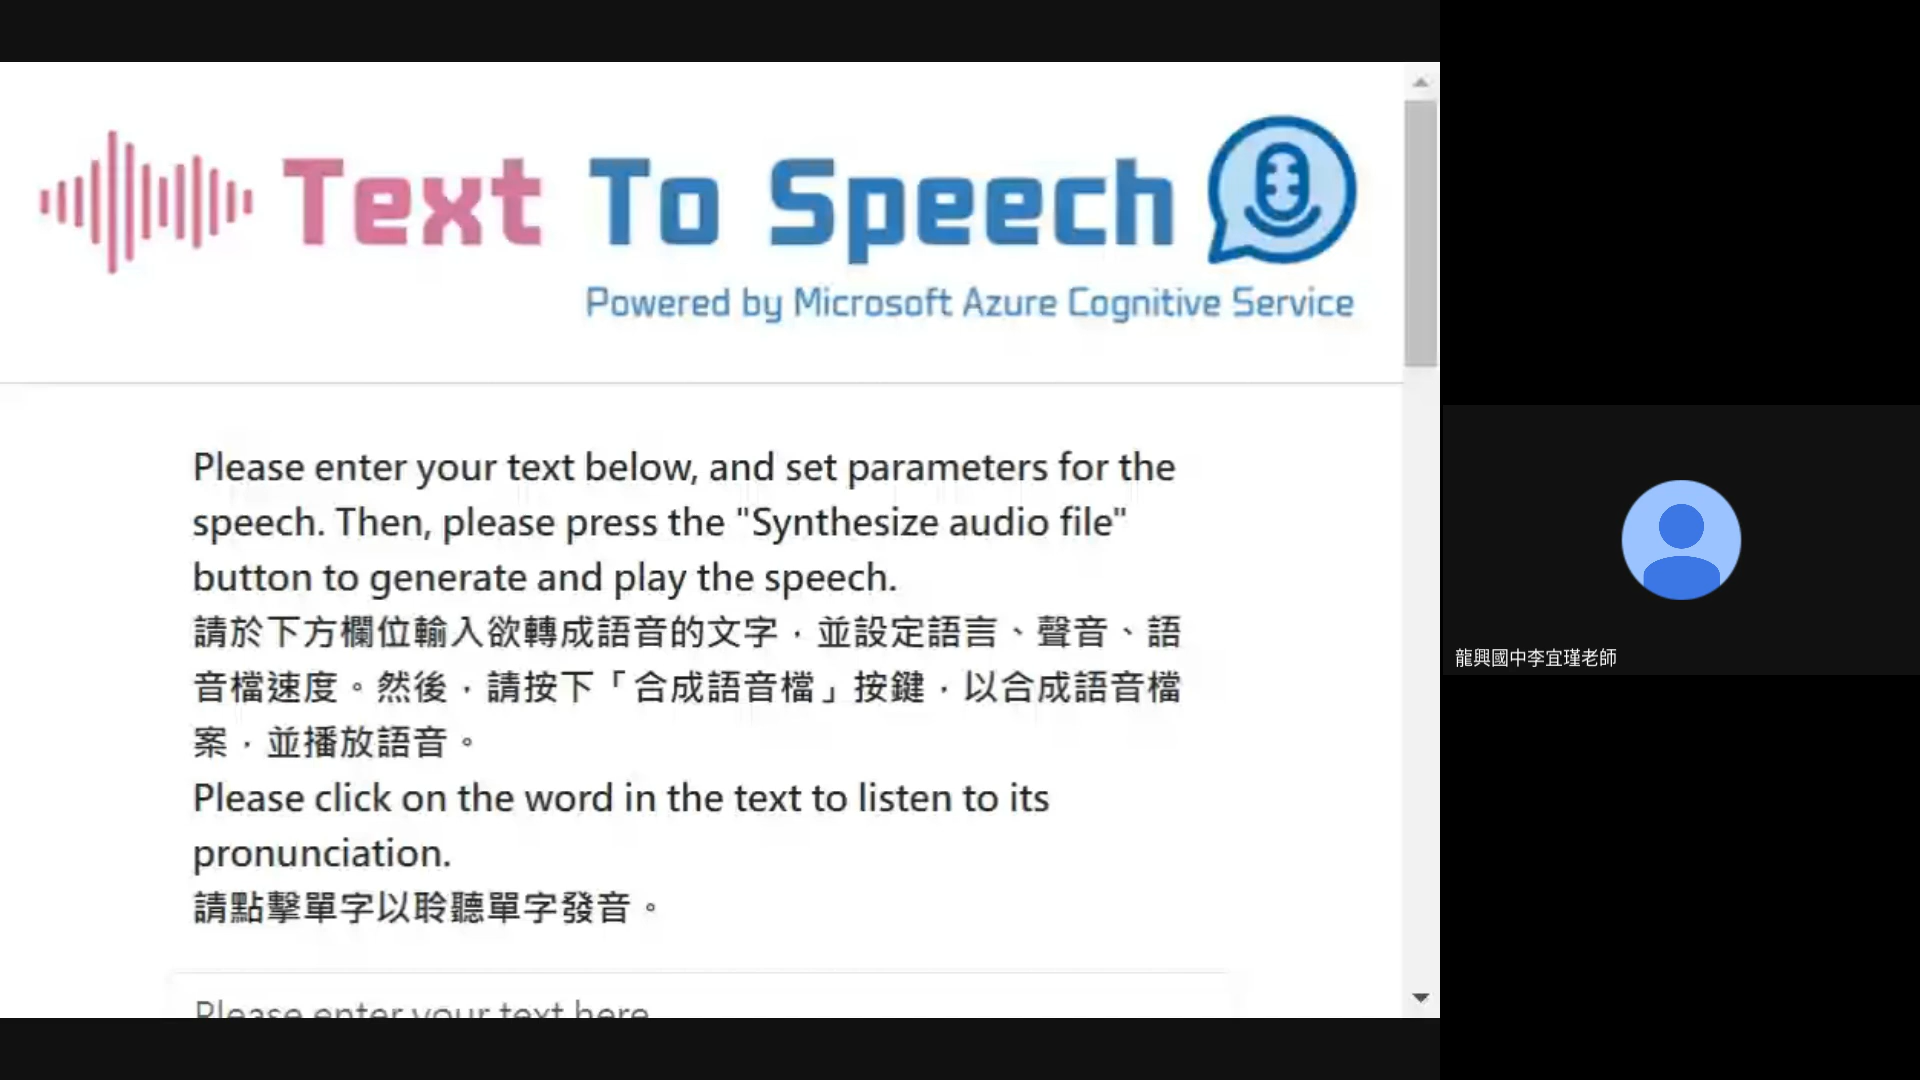 Text To Speech
Powered by Microsoft Azure Cognitive Service
Please enter your text below, and set parameters for the
speech. Then, please press the "Synthesize audio file"
button to generate and play the speech.
請於下方欄位輸入欲轉成語音的文字，並設定語言、聲音、語
音檔速度。然後，請按下「合成語音檔」按鍵，以合成語音檔
案，並播放語音。
Please click on the word in the text to listen to its
pronunciation.
請點擊單字以聆聽單字發音。
Please enter your text here
龍興國中李宜瑾老師